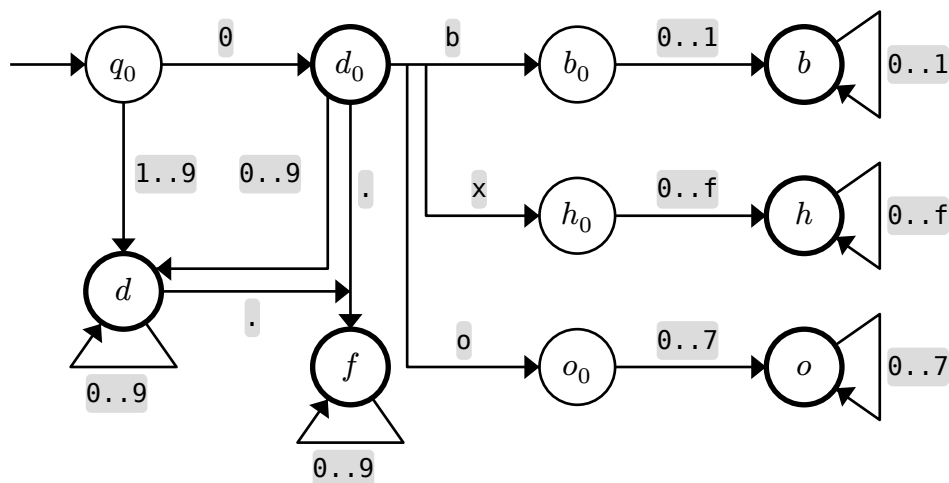 0 b 0..1
q₀ d₀ b₀ b 0..1
1..9 0..9 . x 0..f
h₀ h 0..f
d . o 0..7
f o₀ o 0..7
0..9
0..9